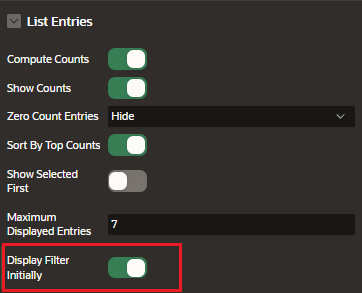 List Entries
Compute Counts
Show Counts
Zero Count Entries Hide
Sort By Top Counts
Show Selected
First
Maximum
Displayed Entries 7
Display Filter
Initially